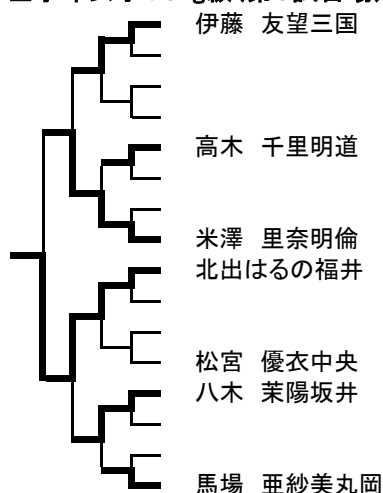 伊藤 友望三国
高木 千里明道
米澤 里奈明倫
北出はるの福井
松宮 優衣中央
八木 茉陽坂井
馬場 亜紗美丸岡